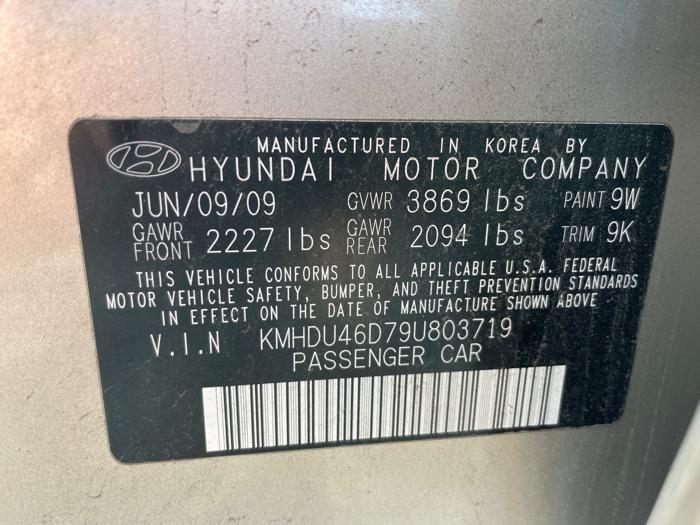 MANUFACTURED IN KOREA BY
HYUNDAI MOTOR COMPANY
JUN/09/09 GVWR 3869 lbs PAINT 9W
GAWR FRONT 2227 lbs GAWR REAR 2094 lbs TRIM 9K
THIS VEHICLE CONFORMS TO ALL APPLICABLE U.S.A. FEDERAL
MOTOR VEHICLE SAFETY, BUMPER, AND THEFT PREVENTION STANDARDS
IN EFFECT ON THE DATE OF MANUFACTURE SHOWN ABOVE
V.I.N KMHDU46D79U803719
PASSENGER CAR